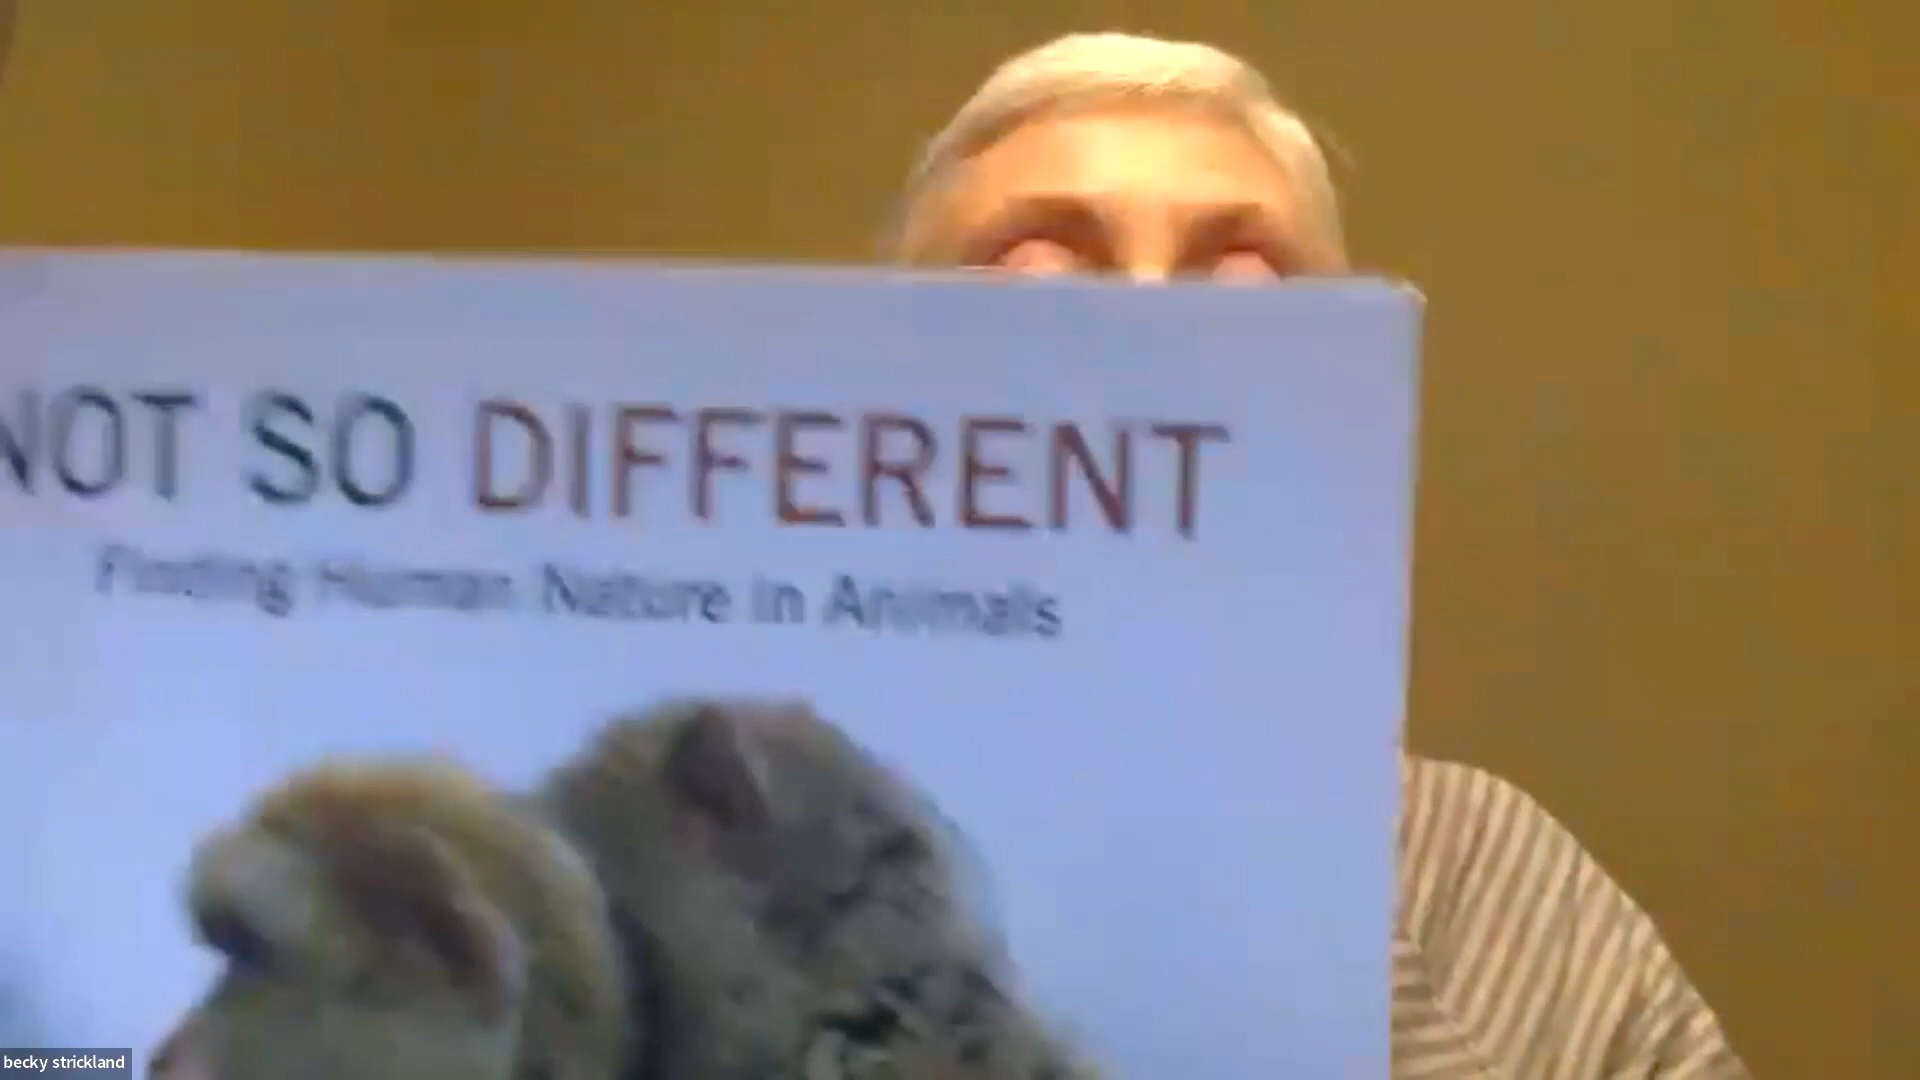 NOT SO DIFFERENT
Finding Human Nature in Animals
becky strickland